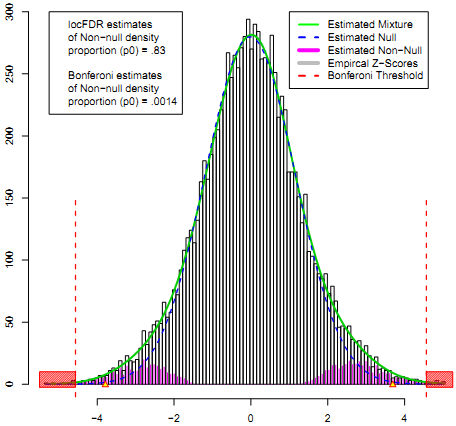 locFDR estimates
of Non-null density
proportion (p0) = .83
Bonferoni estimates
of Non-null density
proportion (p0) = .0014
Estimated Mixture
Estimated Null
Estimated Non-Null
Empircal Z-Scores
Bonferoni Threshold
300
250
200
150
100
50
0
-4
-2
0
2
4